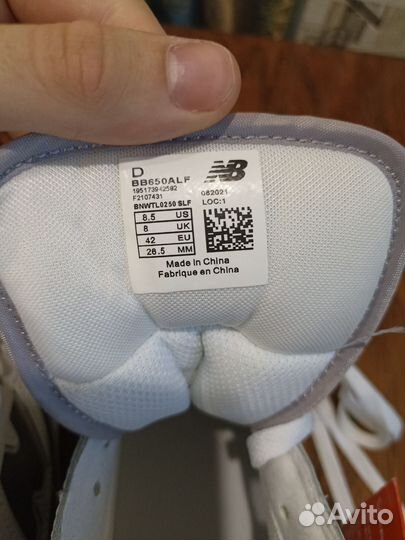 D
BB650ALF
195173942582
F2107431
BNWTL0250 SLF
NB
082021
LOC:1
8.5 US
8 UK
42 EU
26.5 MM
Made in China
Fabrique en China
Avito